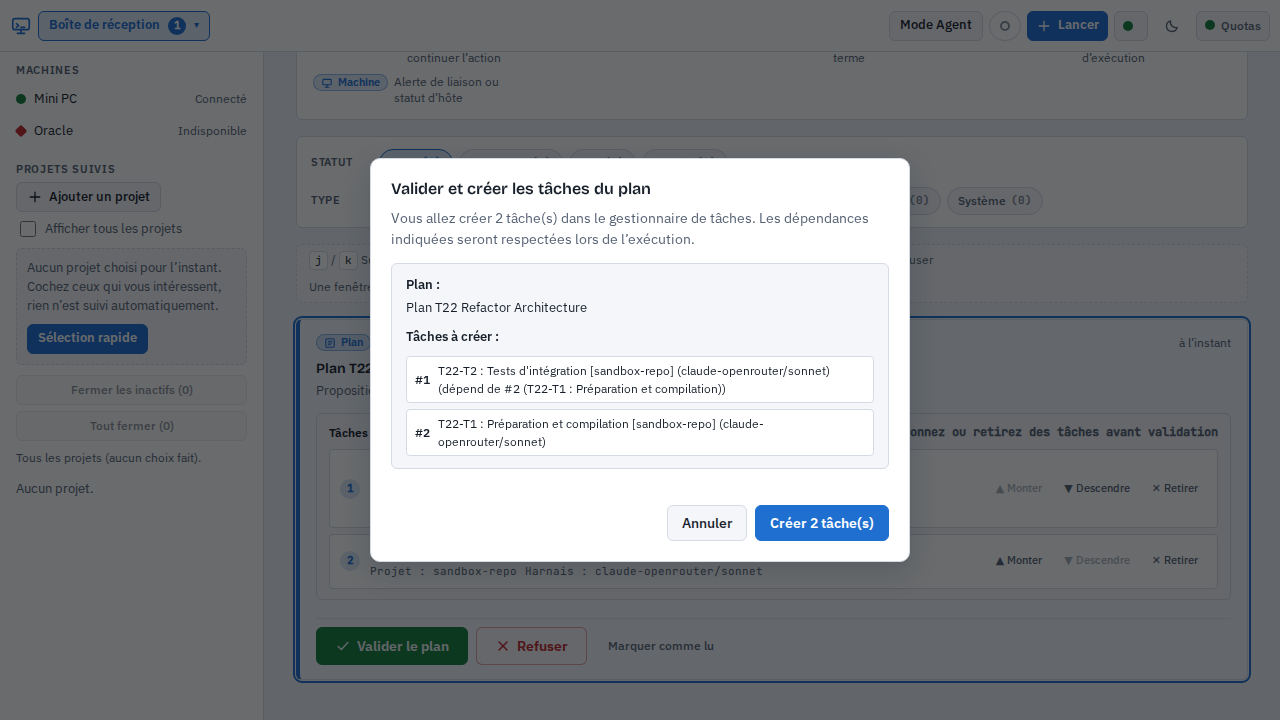 Boîte de réception 1 ▾
Mode Agent
Lancer
Quotas
MACHINES
Mini PC Connecté
Oracle Indisponible
PROJETS SUIVIS
Ajouter un projet
Afficher tous les projets
Aucun projet choisi pour l’instant.
Cochez ceux qui vous intéressent,
rien n’est suivi automatiquement.
Sélection rapide
Fermer les inactifs (0)
Tout fermer (0)
Tous les projets (aucun choix fait).
Aucun projet.
continuer l’action
terme
d’exécution
Machine
Alerte de liaison ou
statut d’hôte
STATUT
TYPE
(0)
Système (0)
j / k
user
Une fenêtr
Plan
à l’instant
Plan T22
Propositi
Tâches
onnez ou retirez des tâches avant validation
1
▲ Monter ▼ Descendre ✕ Retirer
2
▲ Monter ▼ Descendre ✕ Retirer
Projet : sandbox-repo Harnais : claude-openrouter/sonnet
Valider le plan
Refuser
Marquer comme lu
Valider et créer les tâches du plan
Vous allez créer 2 tâche(s) dans le gestionnaire de tâches. Les dépendances
indiquées seront respectées lors de l’exécution.
Plan :
Plan T22 Refactor Architecture
Tâches à créer :
#1 T22-T2 : Tests d'intégration [sandbox-repo] (claude-openrouter/sonnet)
(dépend de #2 (T22-T1 : Préparation et compilation))
#2 T22-T1 : Préparation et compilation [sandbox-repo] (claude-
openrouter/sonnet)
Annuler
Créer 2 tâche(s)